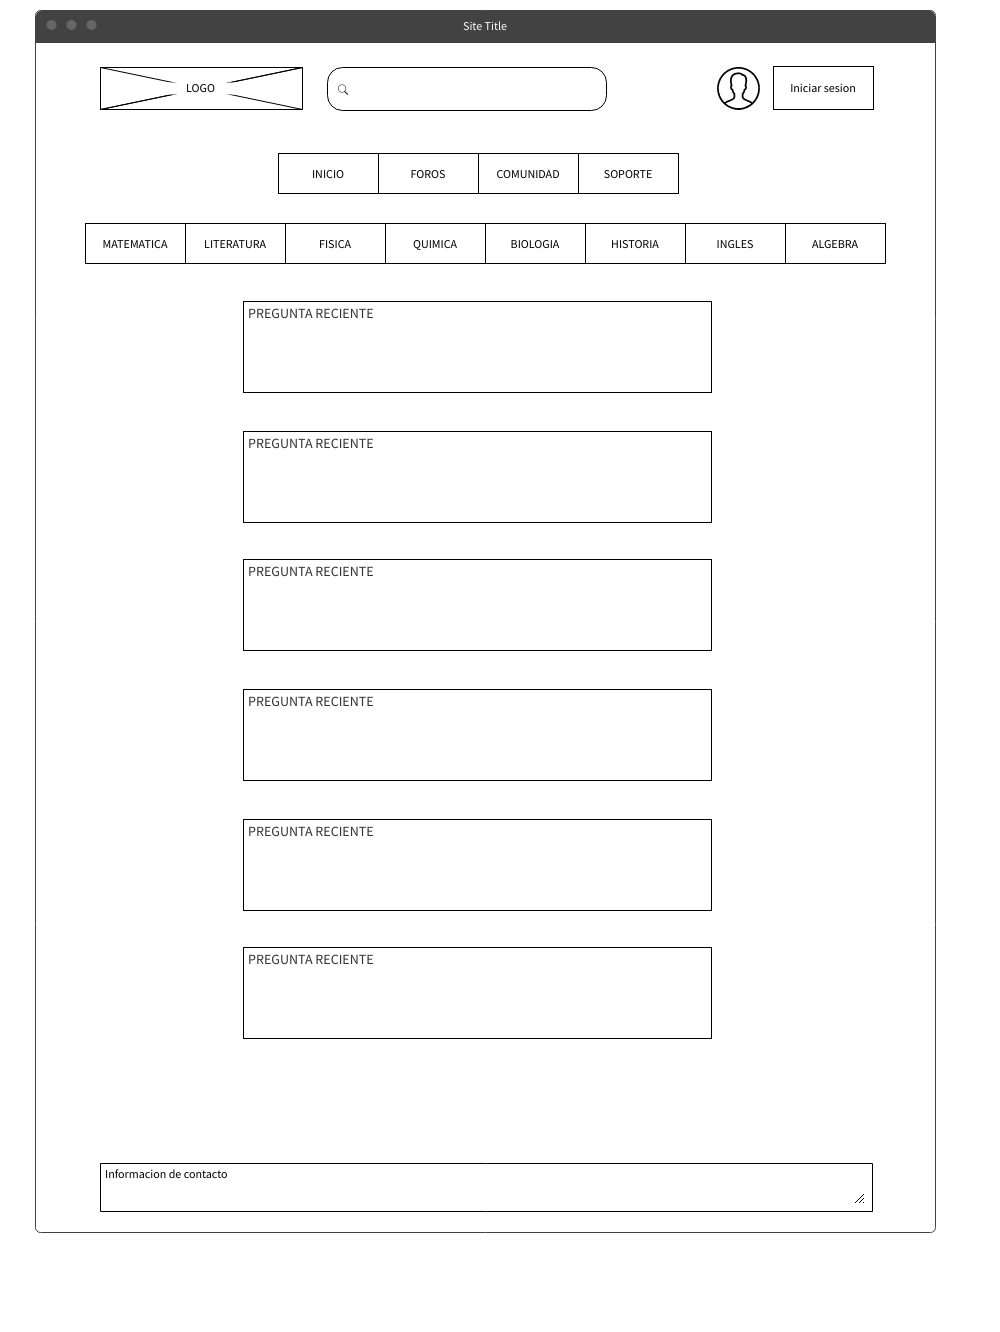 Site Title
LOGO
Iniciar sesion
INICIO FOROS COMUNIDAD SOPORTE
MATEMATICA LITERATURA FISICA QUIMICA BIOLOGIA HISTORIA INGLES ALGEBRA
PREGUNTA RECIENTE
PREGUNTA RECIENTE
PREGUNTA RECIENTE
PREGUNTA RECIENTE
PREGUNTA RECIENTE
PREGUNTA RECIENTE
Informacion de contacto